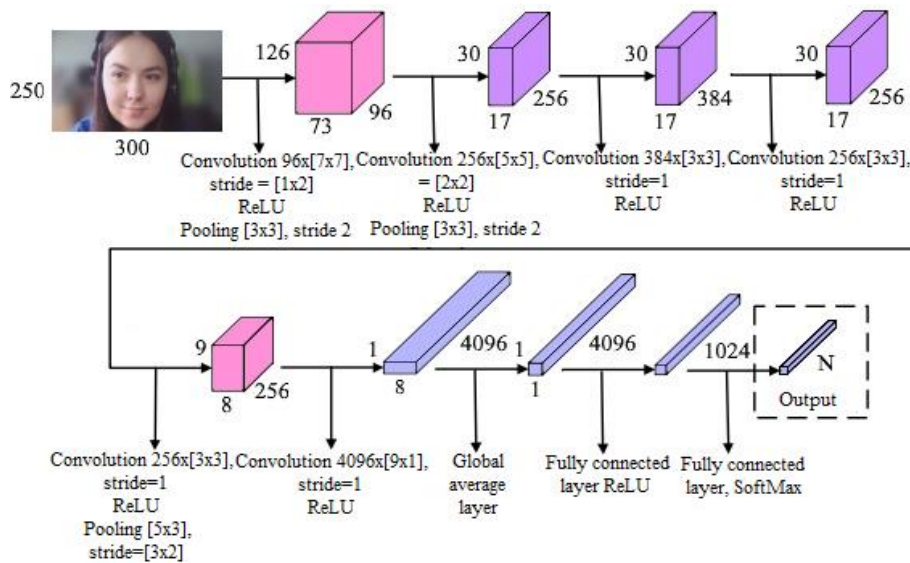 250
300
126
73
96
30
17
256
30
17
384
30
17
256
Convolution 96x[7x7],
stride = [1x2]
ReLU
Pooling [3x3], stride 2
Convolution 256x[5x5],
= [2x2]
ReLU
Pooling [3x3], stride 2
Convolution 384x[3x3],
stride=1
ReLU
Convolution 256x[3x3],
stride=1
ReLU
9
8
256
1
8
4096
1
1
4096
1024
N
Output
Convolution 256x[3x3],
stride=1
ReLU
Pooling [5x3],
stride=[3x2]
Convolution 4096x[9x1],
stride=1
ReLU
Global
average
layer
Fully connected
layer ReLU
Fully connected
layer, SoftMax